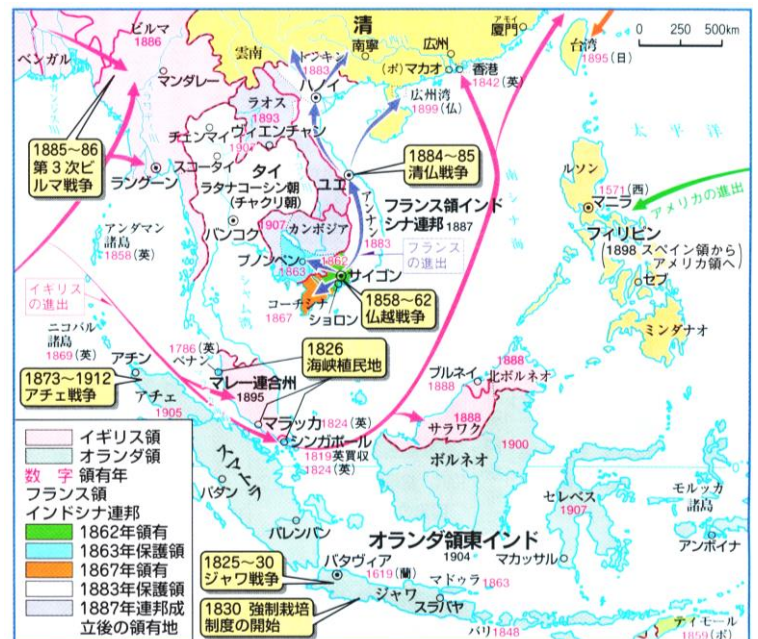 清
ビルマ
1886
ベンガル
マンダレー
雲南
トンキン
1883
ハノイ
南寧
広州
(ポ)マカオ
香港
1842(英)
アモイ
厦門
台湾
1895(日)
0 250 500km
広州湾
1899(仏)
太平洋
ラオス
1893
チェンマイ
ヴィエンチャン
スコータイ
1885〜86
第3次ビ
ルマ戦争
ラングーン
タイ
ラタナコーシン朝
(チャクリ朝)
バンコク
ユエ
1884〜85
清仏戦争
アンナン
1883
フランス領インド
シナ連邦1887
フランス
の進出
南シナ海
ルソン
1571(西)
マニラ
アメリカの進出
フィリピン
(1898 スペイン領から
アメリカ領へ)
セブ
ミンダナオ
アンダマン
諸島
1858(英)
カンボジア
1907
プノンペン
1863
1862
サイゴン
コーチシナ
1867
ショロン
1858〜62
仏越戦争
イギリス
の進出
ニコバル
諸島
1869(英)
アチン
1873〜1912
アチェ戦争
アチェ
1905
1786(英)
ペナン
1826
海峡植民地
マレー連合州
1895
マラッカ
1824(英)
シンガポール
1819英買収
1824(英)
ブルネイ
1888
1888
北ボルネオ
1888
サラワク
1900
ボルネオ
スマトラ
パダン
パレンバン
セレベス
1907
モルッカ
諸島
アンボイナ
オランダ領東インド
1904
マカッサル
1825〜30
ジャワ戦争
バタヴィア
1619(蘭)
マドゥラ1863
ジャワ
スラバヤ
1830 強制栽培
制度の開始
バリ1848
ティモール
1859(ポ)
イギリス領
オランダ領
数字 領有年
フランス領
インドシナ連邦
1862年領有
1863年保護領
1867年領有
1883年保護領
1887年連邦成
立後の領有地